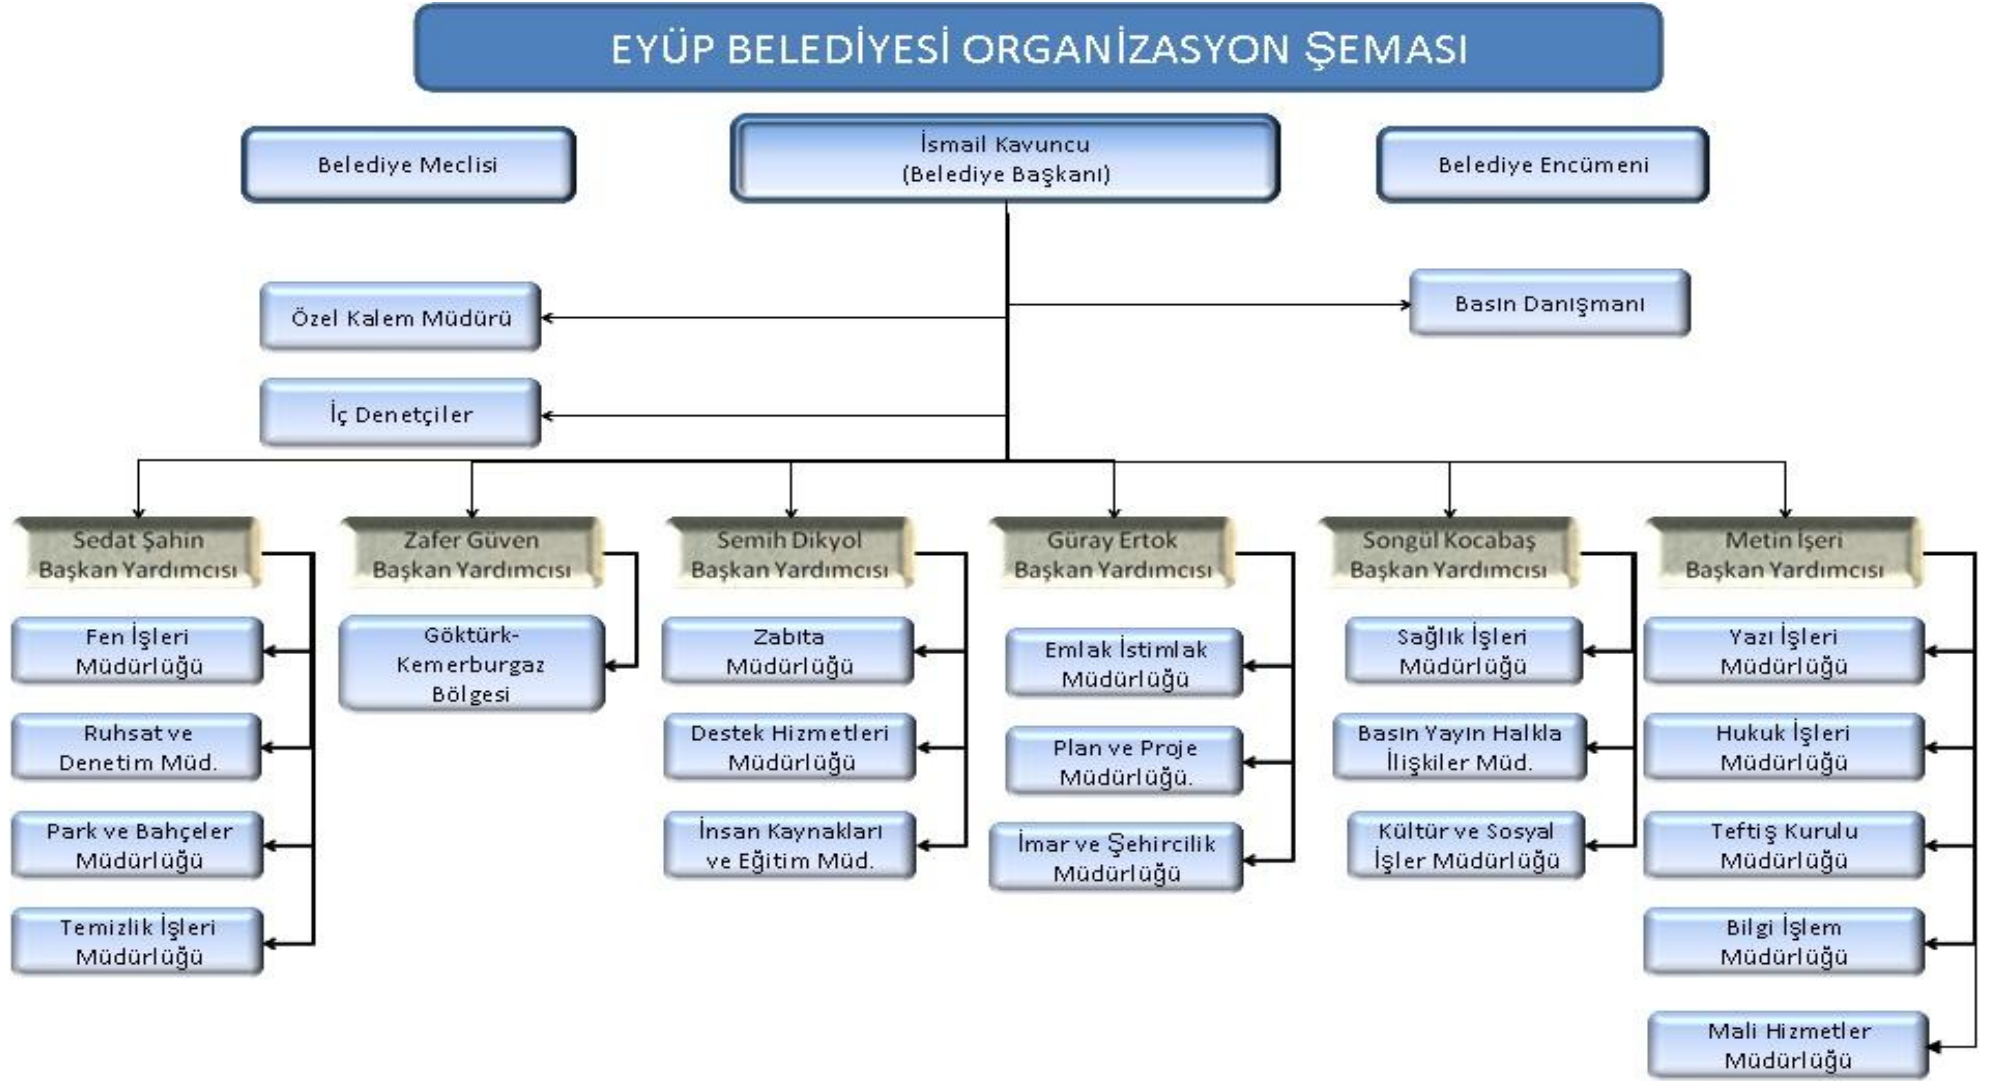 EYÜP BELEDİYESİ ORGANİZASYON ŞEMASI
Belediye Meclisi
İsmail Kavuncu
(Belediye Başkanı)
Belediye Encümeni
Özel Kalem Müdürü
Basın Danışmanı
İç Denetçiler
Sedat Şahin
Başkan Yardımcısı
Zafer Güven
Başkan Yardımcısı
Semih Dikyol
Başkan Yardımcısı
Güray Ertok
Başkan Yardımcısı
Songül Kocabaş
Başkan Yardımcısı
Metin İşeri
Başkan Yardımcısı
Fen İşleri
Müdürlüğü
Ruhsat ve
Denetim Müd.
Park ve Bahçeler
Müdürlüğü
Temizlik İşleri
Müdürlüğü
Göktürk-
Kemerburgaz
Bölgesi
Zabıta
Müdürlüğü
Destek Hizmetleri
Müdürlüğü
İnsan Kaynakları
ve Eğitim Müd.
Emlak İstimlak
Müdürlüğü
Plan ve Proje
Müdürlüğü.
İmar ve Şehircilik
Müdürlüğü
Sağlık İşleri
Müdürlüğü
Basın Yayın Halkla
İlişkiler Müd.
Kültür ve Sosyal
İşler Müdürlüğü
Yazı İşleri
Müdürlüğü
Hukuk İşleri
Müdürlüğü
Teftiş Kurulu
Müdürlüğü
Bilgi İşlem
Müdürlüğü
Mali Hizmetler
Müdürlüğü